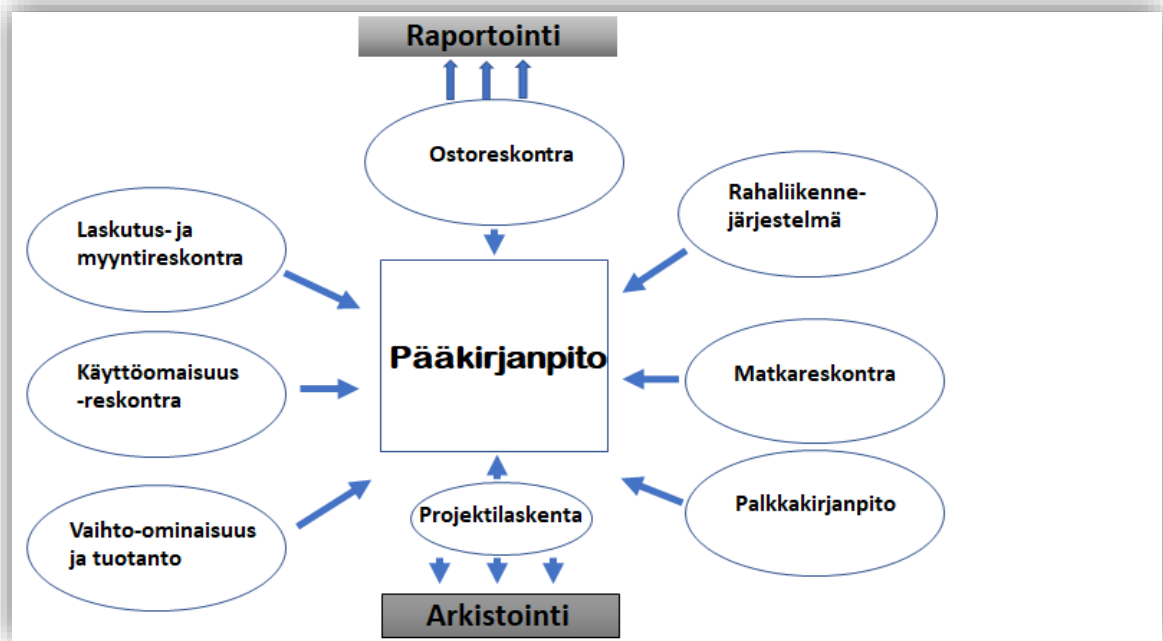 Raportointi
Ostoreskontra
Rahaliikenne-
järjestelmä
Laskutus- ja
myyntireskontra
Pääkirjanpito
Käyttöomaisuus
-reskontra
Matkareskontra
Vaihto-ominaisuus
ja tuotanto
Projektilaskenta
Palkkakirjanpito
Arkistointi